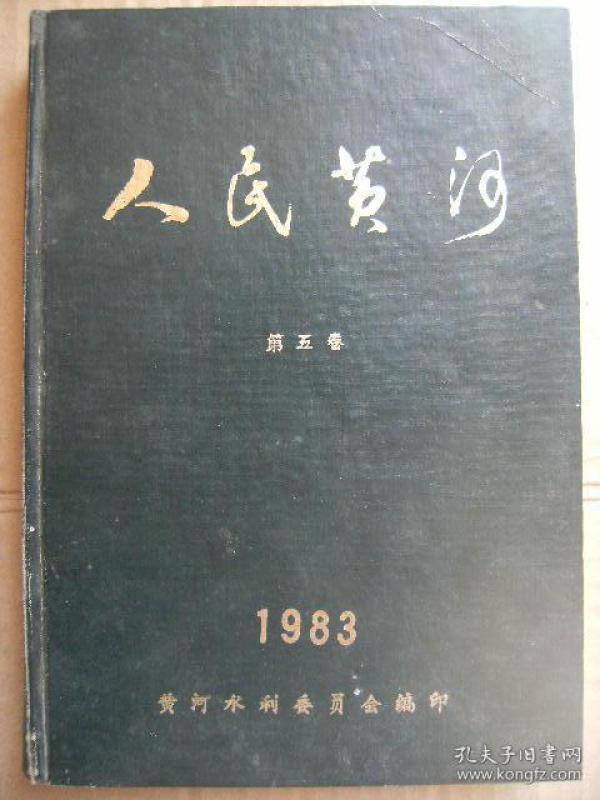 人民黄河
第五卷
1983
黄河水利委员会编印
孔夫子旧书网
www.kongfz.com